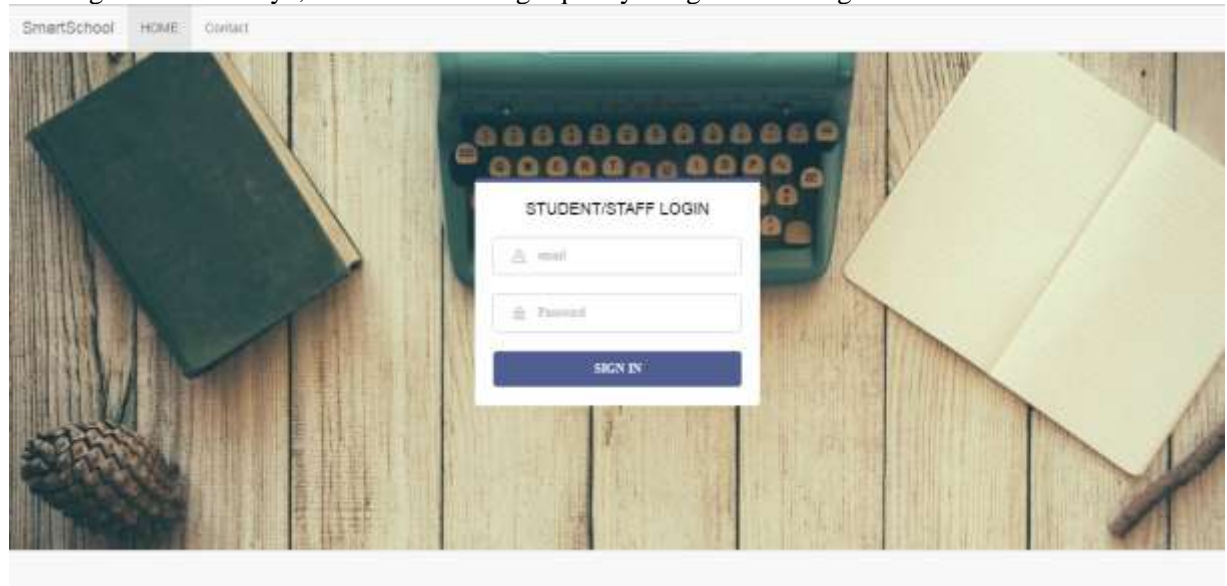 SmartSchool HOME Contact
STUDENT/STAFF LOGIN
email
Password
SIGN IN